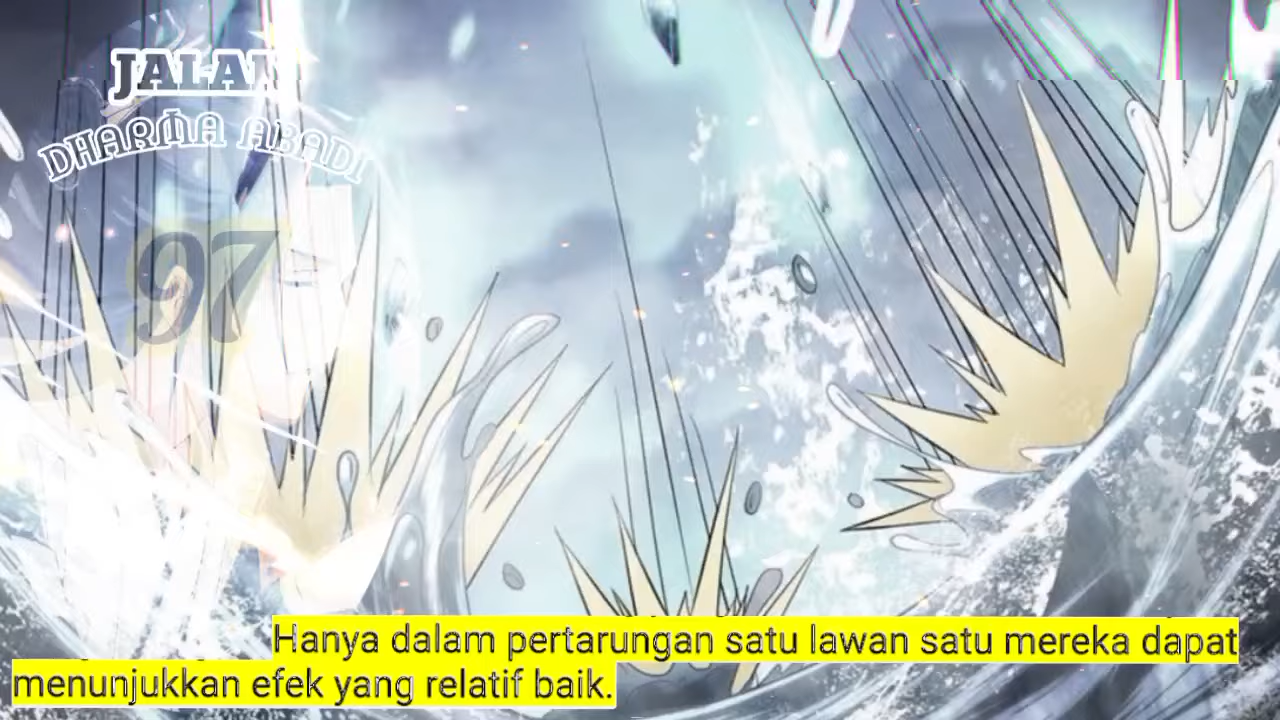 JALAN
DHARMA ABADI
97
Hanya dalam pertarungan satu lawan satu mereka dapat
menunjukkan efek yang relatif baik.